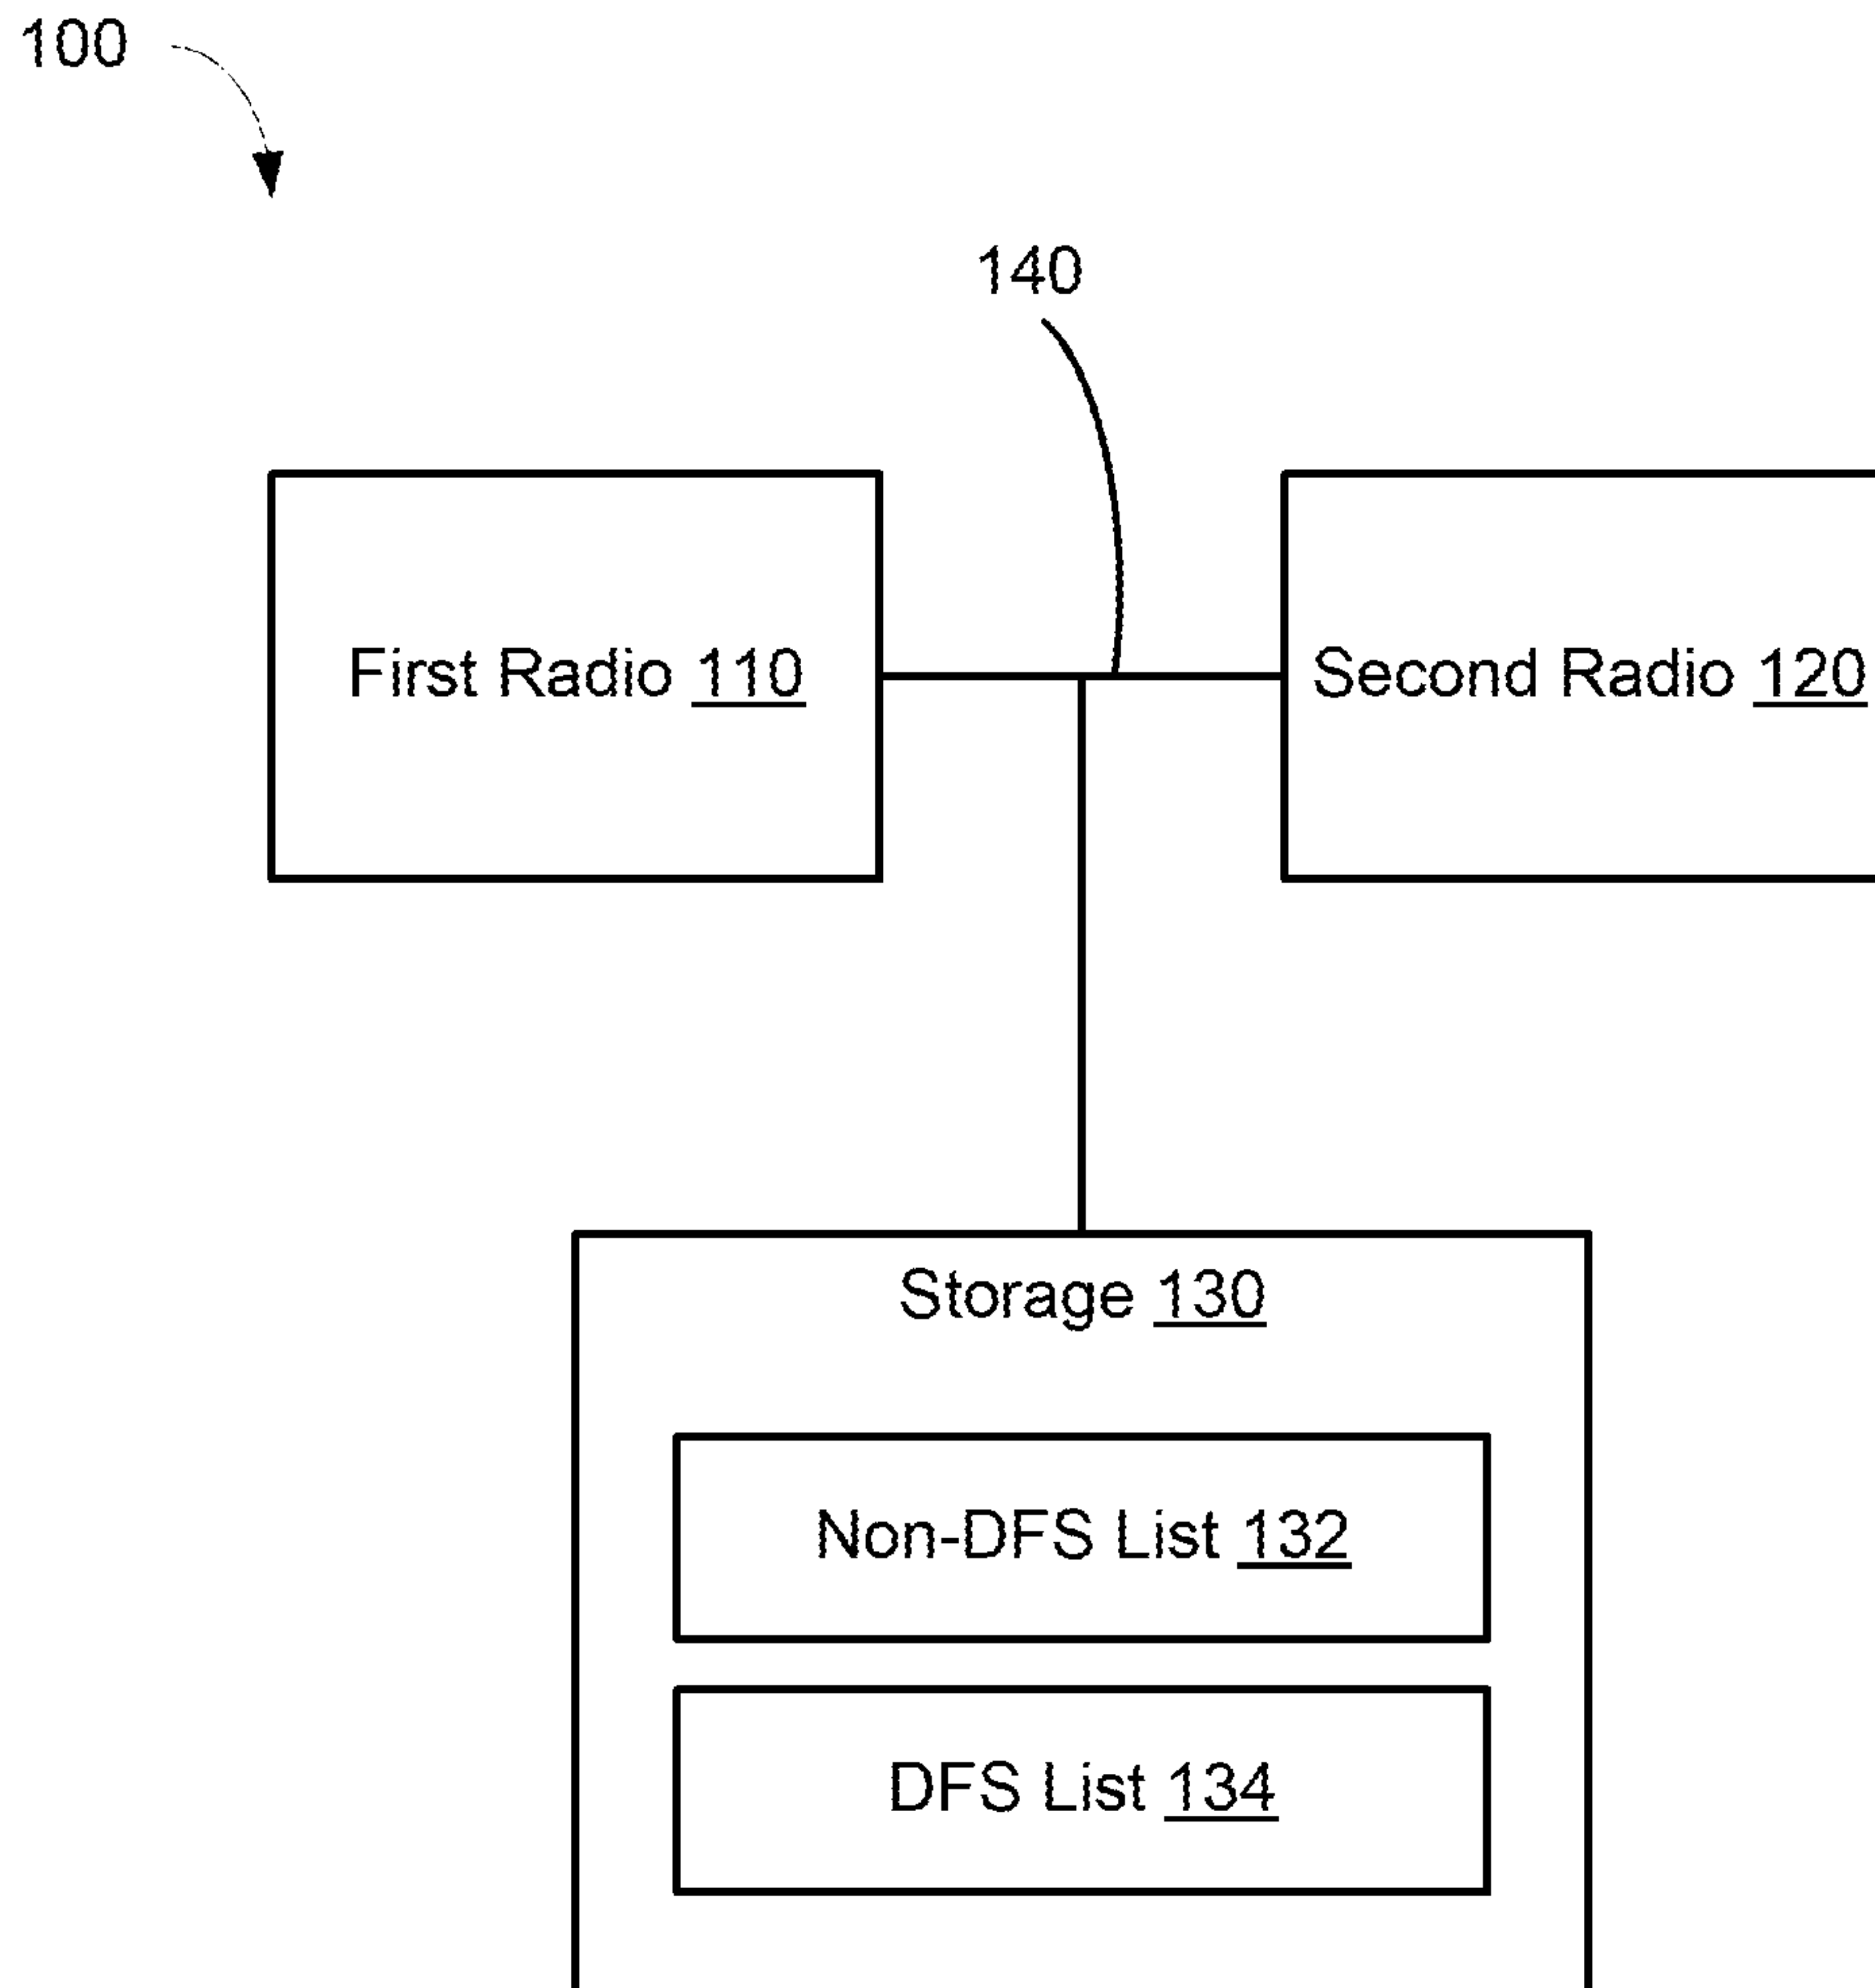 100
140
First Radio 110
Second Radio 120
Storage 130
Non-DFS List 132
DFS List 134